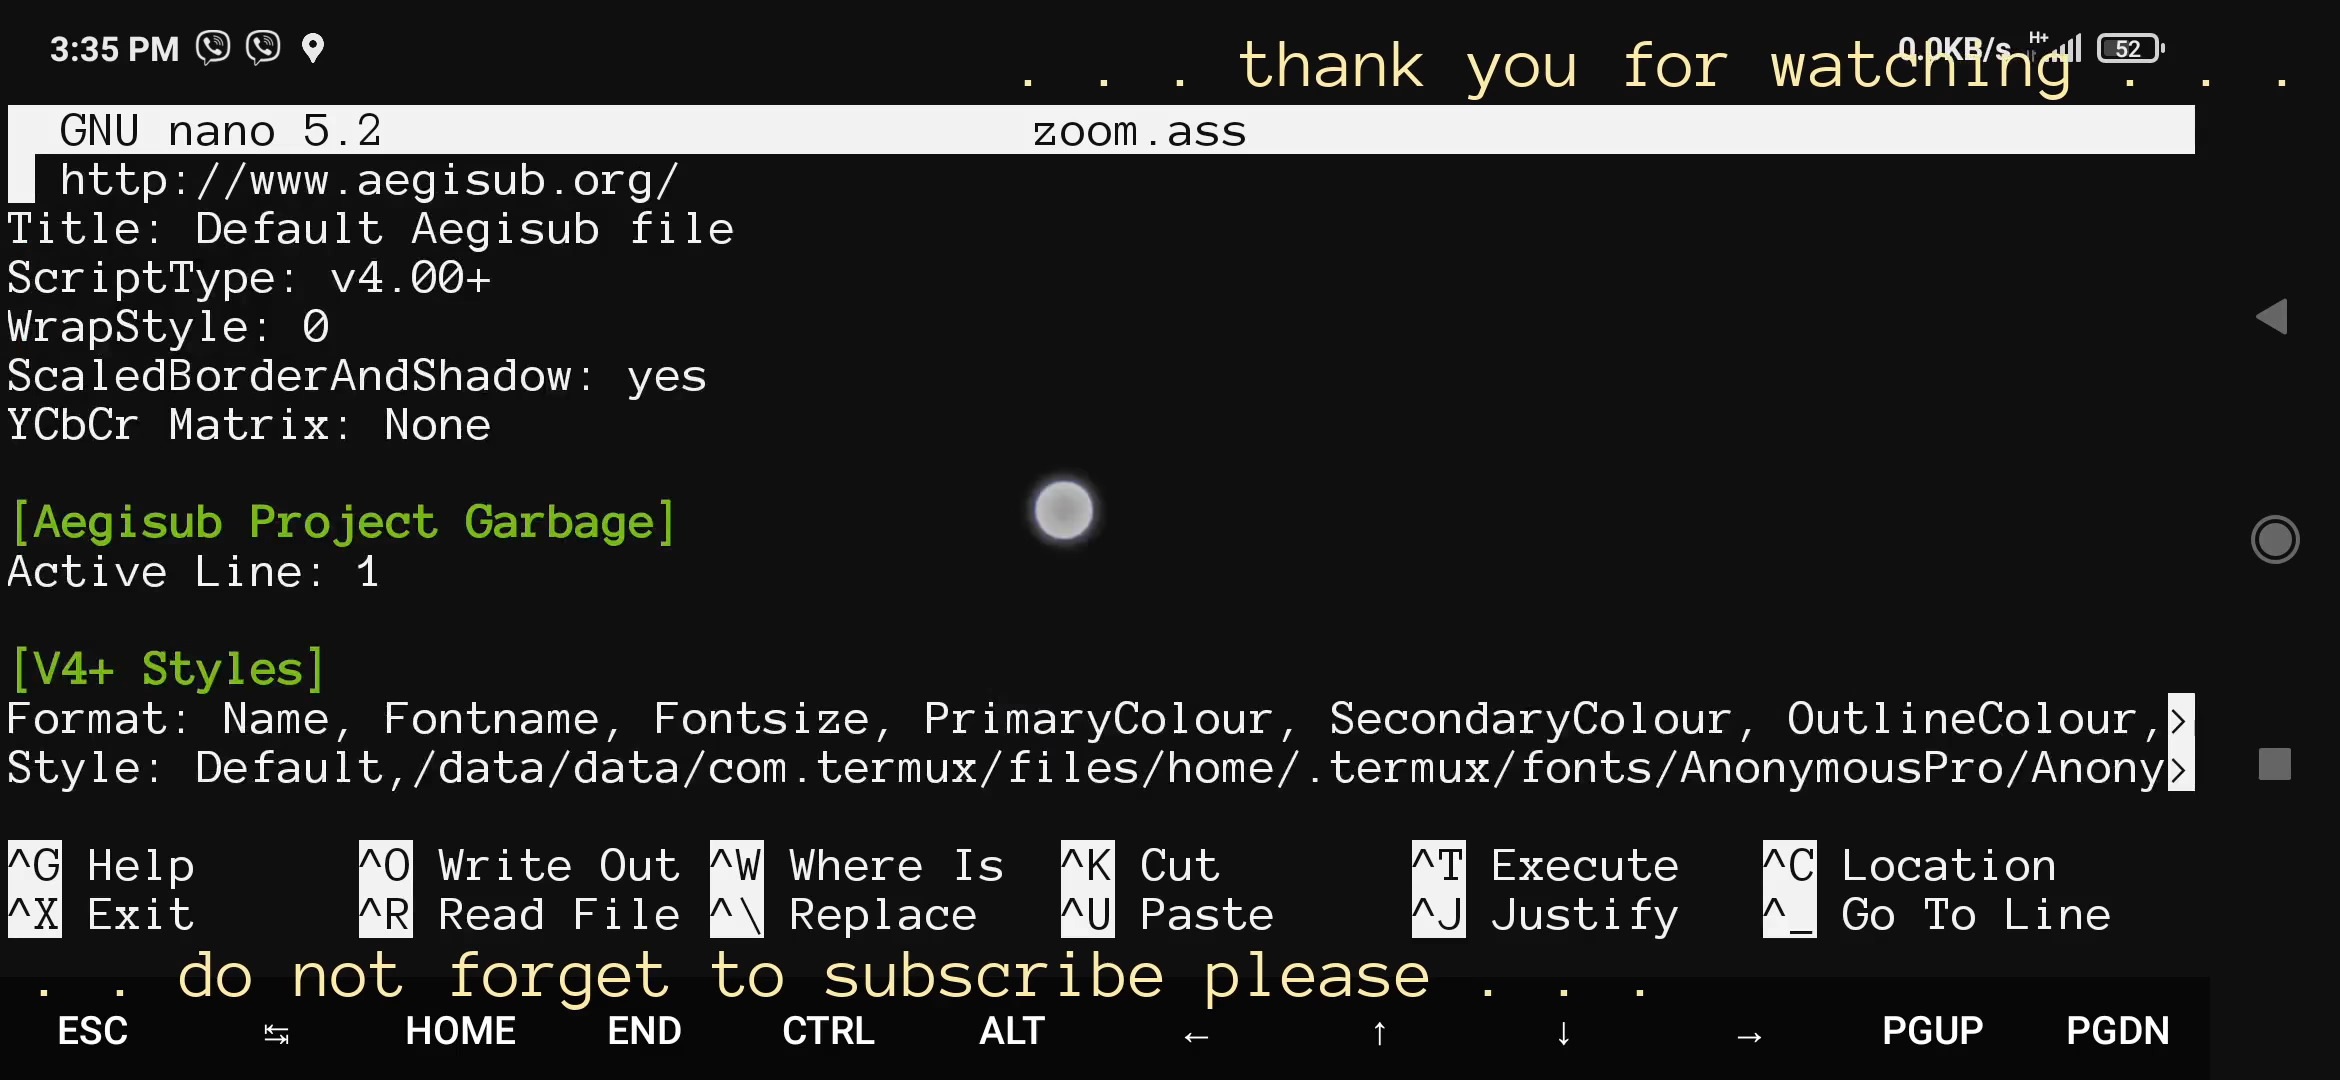 3:35 PM 0.0KB/s H+ 52
. . . thank you for watching . . .
GNU nano 5.2 zoom.ass
http://www.aegisub.org/
Title: Default Aegisub file
ScriptType: v4.00+
WrapStyle: 0
ScaledBorderAndShadow: yes
YCbCr Matrix: None
[Aegisub Project Garbage]
Active Line: 1
[V4+ Styles]
Format: Name, Fontname, Fontsize, PrimaryColour, SecondaryColour, OutlineColour,>
Style: Default,/data/data/com.termux/files/home/.termux/fonts/AnonymousPro/Anony>
^G Help ^O Write Out ^W Where Is ^K Cut ^T Execute ^C Location
^X Exit ^R Read File ^\ Replace ^U Paste ^J Justify ^_ Go To Line
. . do not forget to subscribe please . . .
ESC ↹ HOME END CTRL ALT ← ↑ ↓ → PGUP PGDN